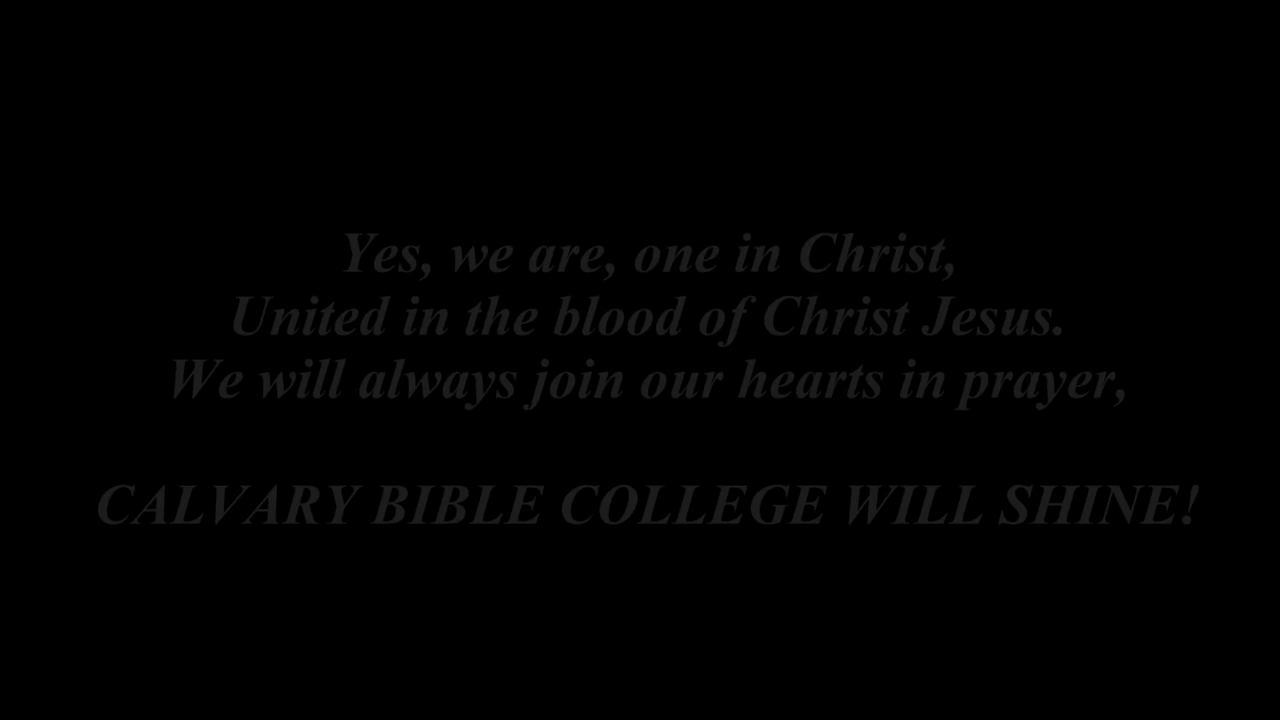 Yes, we are, one in Christ,
United in the blood of Christ Jesus.
We will always join our hearts in prayer,
CALVARY BIBLE COLLEGE WILL SHINE!